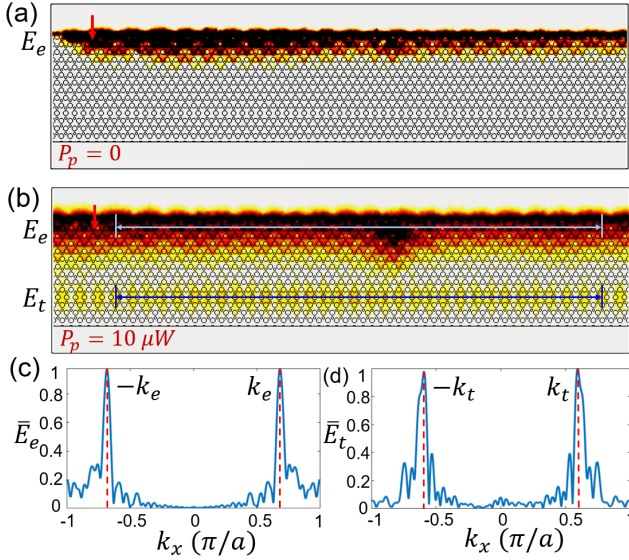 (a)
E_e
P_p = 0
(b)
E_e
E_t
P_p = 10 μW
(c)
1
0.8
0.6
0.4
0.2
0
Ē_e
−k_e
k_e
-1
-0.5
0
0.5
1
k_x (π/a)
(d)
1
0.8
0.6
0.4
0.2
0
Ē_t
−k_t
k_t
-1
-0.5
0
0.5
1
k_x (π/a)